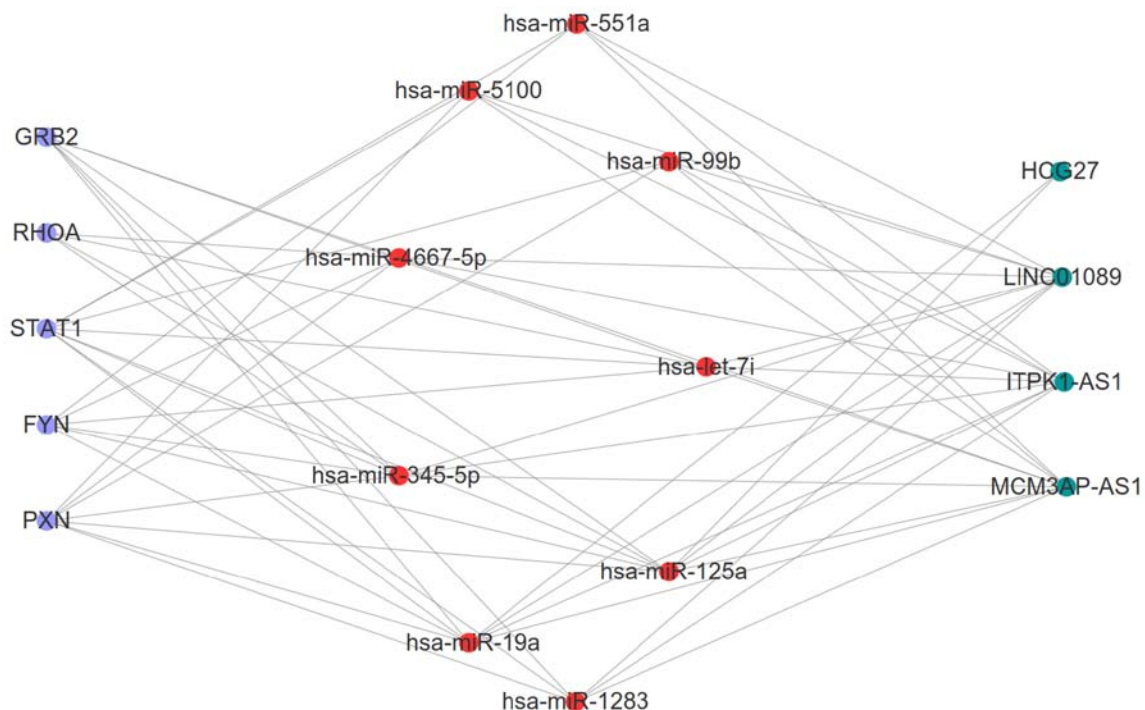 hsa-miR-551a
hsa-miR-5100
GRB2
hsa-miR-99b
HCG27
RHOA
hsa-miR-4667-5p
LINC01089
STAT1
hsa-let-7i
ITPK1-AS1
FYN
hsa-miR-345-5p
MCM3AP-AS1
PXN
hsa-miR-125a
hsa-miR-19a
hsa-miR-1283